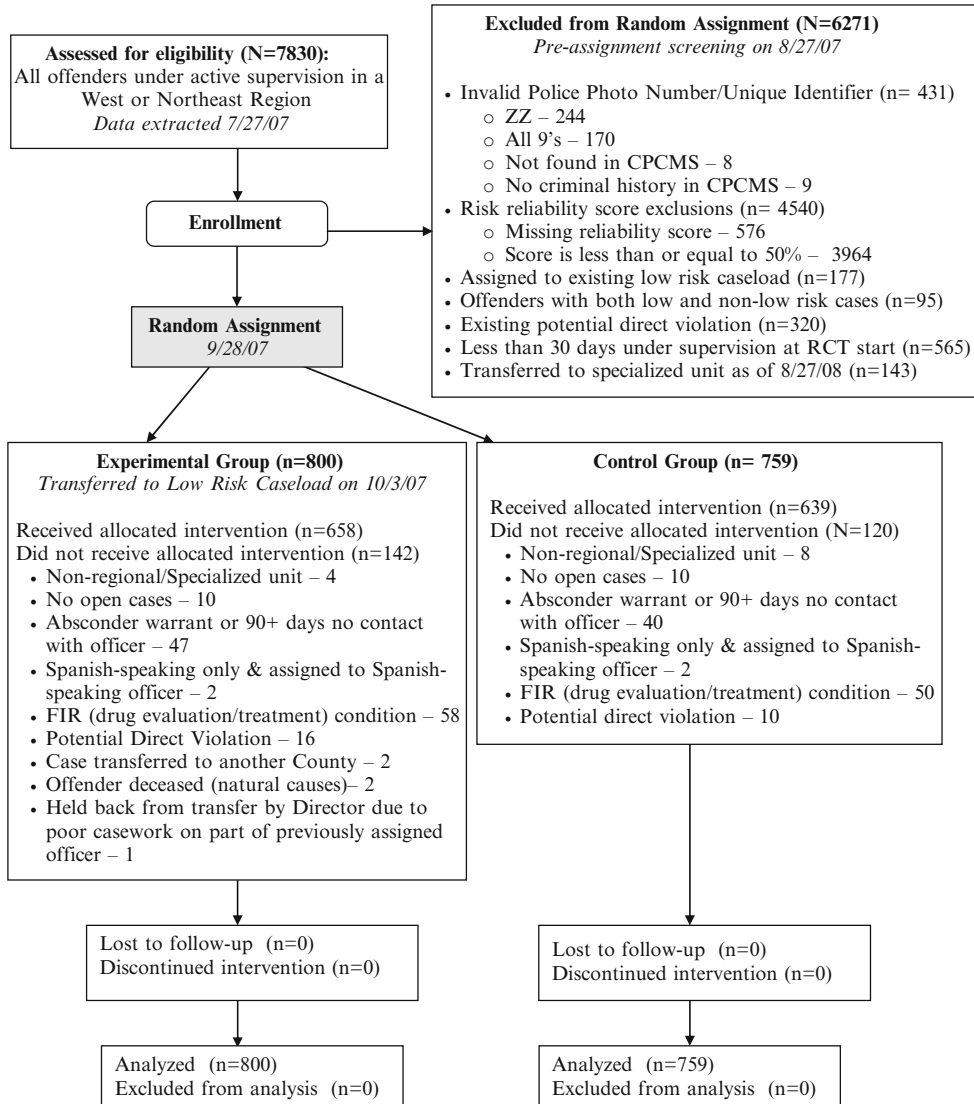 Assessed for eligibility (N=7830):
All offenders under active supervision in a
West or Northeast Region
Data extracted 7/27/07
Excluded from Random Assignment (N=6271)
Pre-assignment screening on 8/27/07
• Invalid Police Photo Number/Unique Identifier (n= 431)
o ZZ – 244
o All 9's – 170
o Not found in CPCMS – 8
o No criminal history in CPCMS – 9
• Risk reliability score exclusions (n= 4540)
o Missing reliability score – 576
o Score is less than or equal to 50% – 3964
• Assigned to existing low risk caseload (n=177)
• Offenders with both low and non-low risk cases (n=95)
• Existing potential direct violation (n=320)
• Less than 30 days under supervision at RCT start (n=565)
• Transferred to specialized unit as of 8/27/08 (n=143)
Enrollment
Random Assignment
9/28/07
Experimental Group (n=800)
Transferred to Low Risk Caseload on 10/3/07
Received allocated intervention (n=658)
Did not receive allocated intervention (n=142)
• Non-regional/Specialized unit – 4
• No open cases – 10
• Absconder warrant or 90+ days no contact
with officer – 47
• Spanish-speaking only & assigned to Spanish-
speaking officer – 2
• FIR (drug evaluation/treatment) condition – 58
• Potential Direct Violation – 16
• Case transferred to another County – 2
• Offender deceased (natural causes)– 2
• Held back from transfer by Director due to
poor casework on part of previously assigned
officer – 1
Control Group (n= 759)
Received allocated intervention (n=639)
Did not receive allocated intervention (N=120)
• Non-regional/Specialized unit – 8
• No open cases – 10
• Absconder warrant or 90+ days no contact
with officer – 40
• Spanish-speaking only & assigned to Spanish-
speaking officer – 2
• FIR (drug evaluation/treatment) condition – 50
• Potential direct violation – 10
Lost to follow-up (n=0)
Discontinued intervention (n=0)
Lost to follow-up (n=0)
Discontinued intervention (n=0)
Analyzed (n=800)
Excluded from analysis (n=0)
Analyzed (n=759)
Excluded from analysis (n=0)